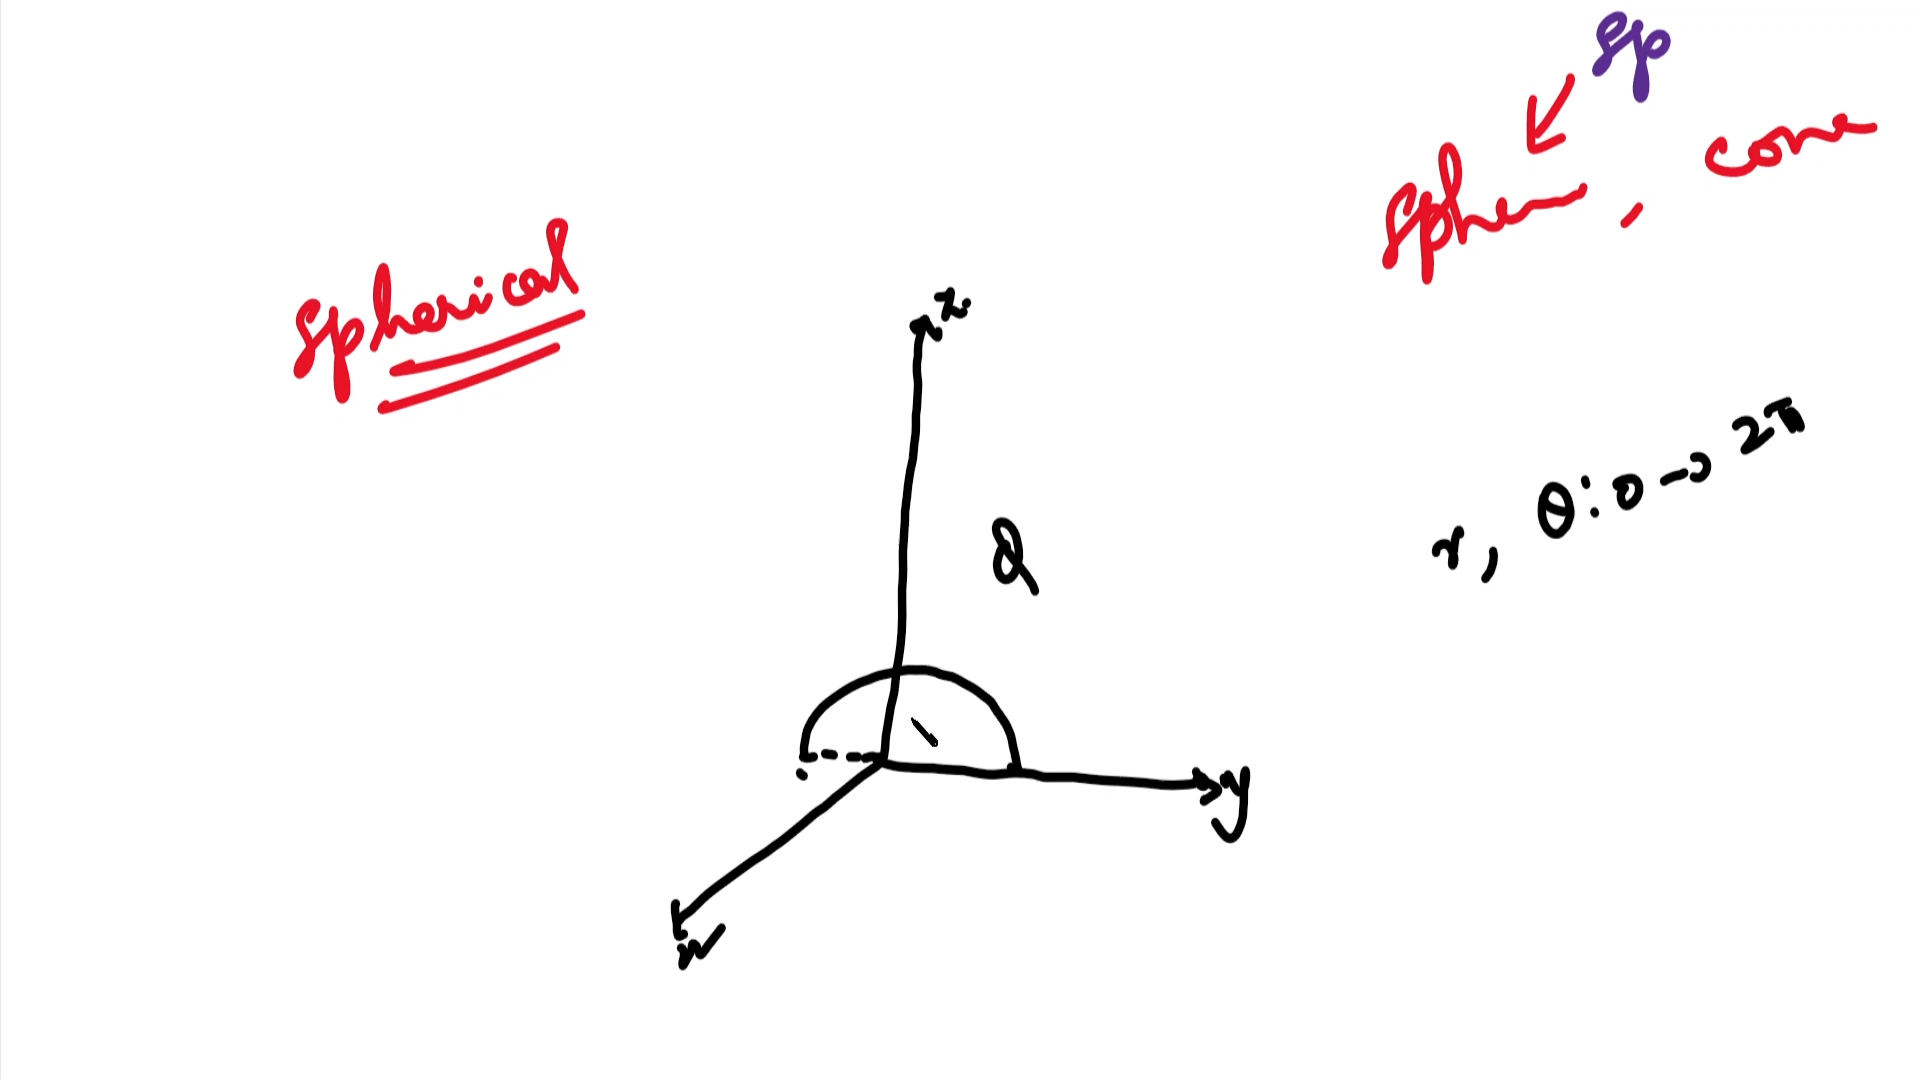 sp
sphere, cone
spherical
z
r, θ: 0 → 2π
y
x